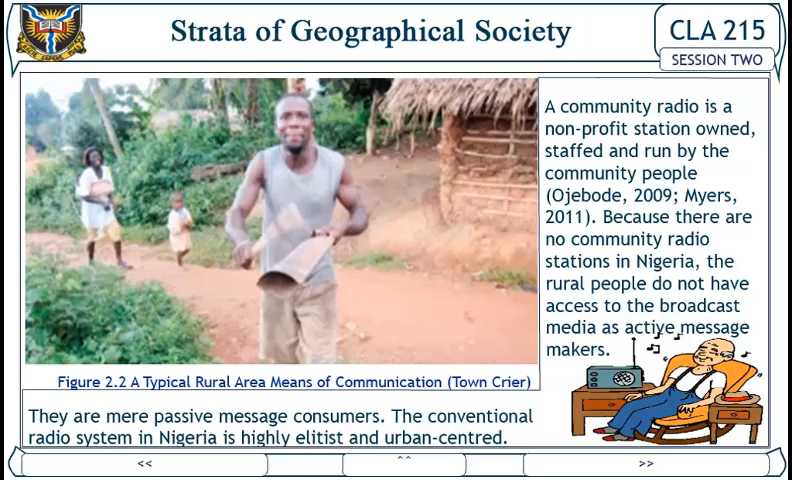 Strata of Geographical Society
CLA 215
SESSION TWO
A community radio is a
non-profit station owned,
staffed and run by the
community people
(Ojebode, 2009; Myers,
2011). Because there are
no community radio
stations in Nigeria, the
rural people do not have
access to the broadcast
media as active message
makers.
Figure 2.2 A Typical Rural Area Means of Communication (Town Crier)
They are mere passive message consumers. The conventional
radio system in Nigeria is highly elitist and urban-centred.
<< ^^ >>